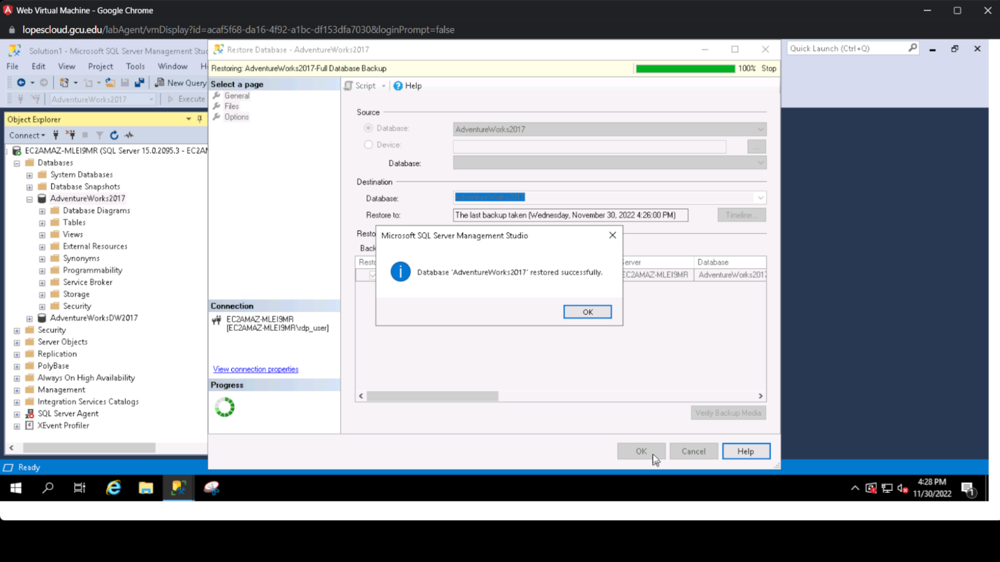 Web Virtual Machine - Google Chrome
lopescloud.gcu.edu/labAgent/vmDisplay?id=acaf5f68-da16-4f92-a1bc-df153dfa7030&loginPrompt=false
Solution1 - Microsoft SQL Server Management Stud
Quick Launch (Ctrl+Q)
File Edit View Project Tools Window H
New Query
AdventureWorks2017 Execute
Object Explorer
Connect
EC2AMAZ-MLEI9MR (SQL Server 15.0.2095.3 - EC2AM
Databases
System Databases
Database Snapshots
AdventureWorks2017
Database Diagrams
Tables
Views
External Resources
Synonyms
Programmability
Service Broker
Storage
Security
AdventureWorksDW2017
Security
Server Objects
Replication
PolyBase
Always On High Availability
Management
Integration Services Catalogs
SQL Server Agent
XEvent Profiler
Ready
Restore Database - AdventureWorks2017
Restoring: AdventureWorks2017-Full Database Backup
100% Stop
Select a page
General
Files
Options
Connection
EC2AMAZ-MLEI9MR
[EC2AMAZ-MLEI9MR\rdp_user]
View connection properties
Progress
Script Help
Source
Database: AdventureWorks2017
Device: ...
Database:
Destination
Database: AdventureWorks2017
Restore to: The last backup taken (Wednesday, November 30, 2022 4:26:00 PM) Timeline...
Resto
Back
Resto erver Database
EC2AMAZ-MLEI9MR AdventureWorks2017
Microsoft SQL Server Management Studio
Database 'AdventureWorks2017' restored successfully.
OK
Verify Backup Media
OK Cancel Help
4:28 PM
11/30/2022
1